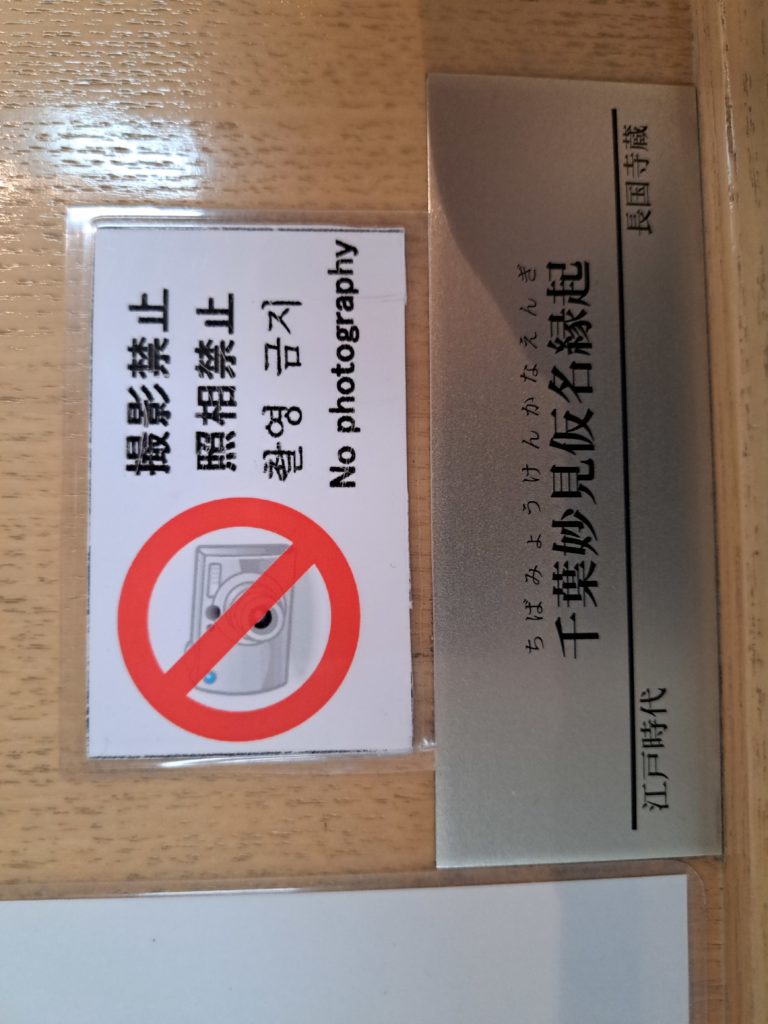 撮影禁止
照相禁止
촬영 금지
No photography
ちばみょうけんかなえんぎ
千葉妙見仮名縁起
江戸時代
長国寺蔵